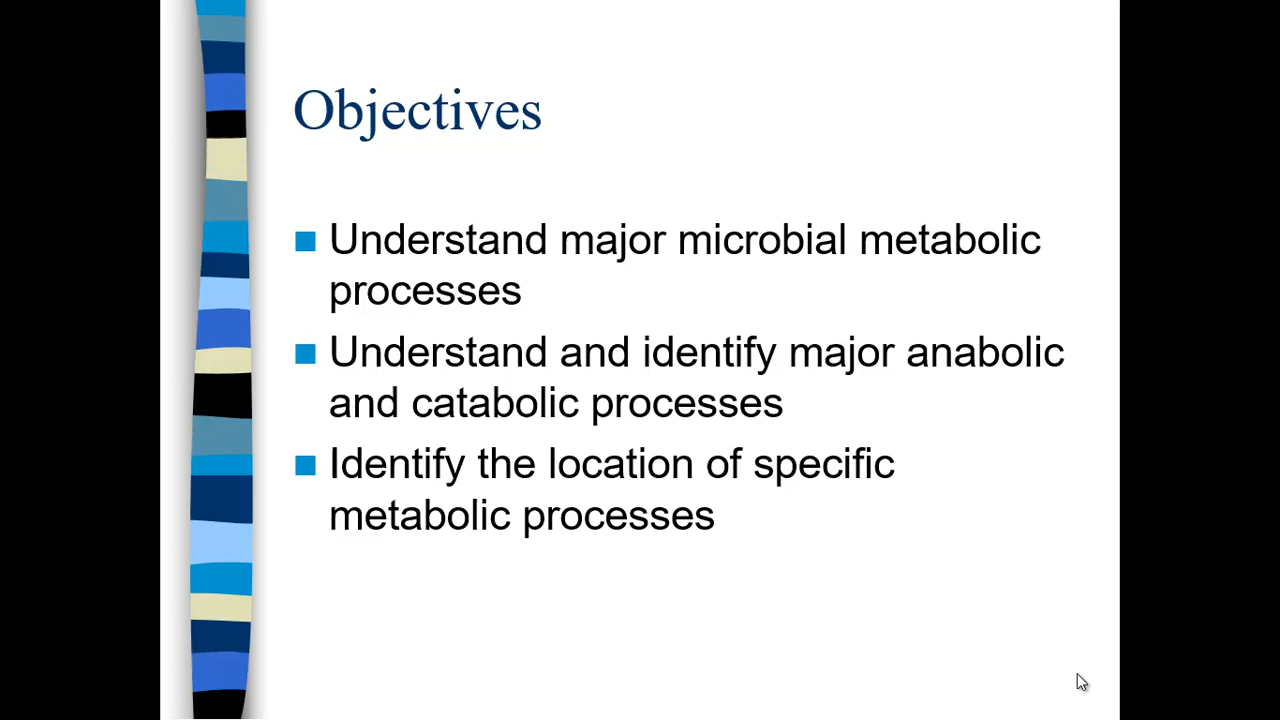 Objectives
Understand major microbial metabolic
processes
Understand and identify major anabolic
and catabolic processes
Identify the location of specific
metabolic processes